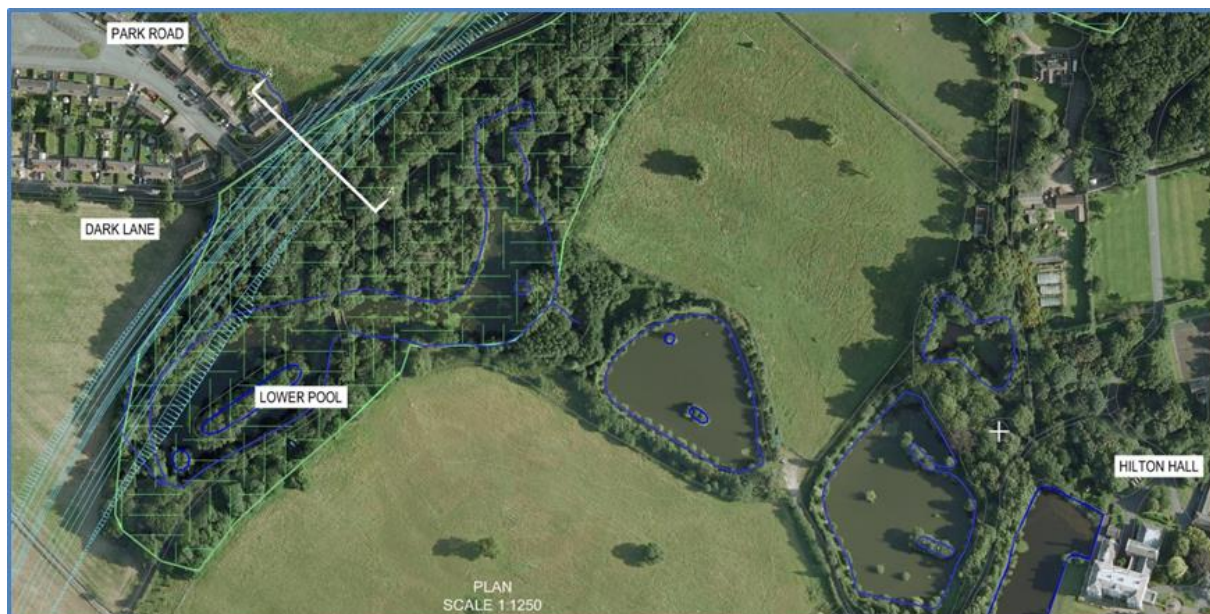 PARK ROAD
DARK LANE
LOWER POOL
HILTON HALL
PLAN
SCALE 1:1250